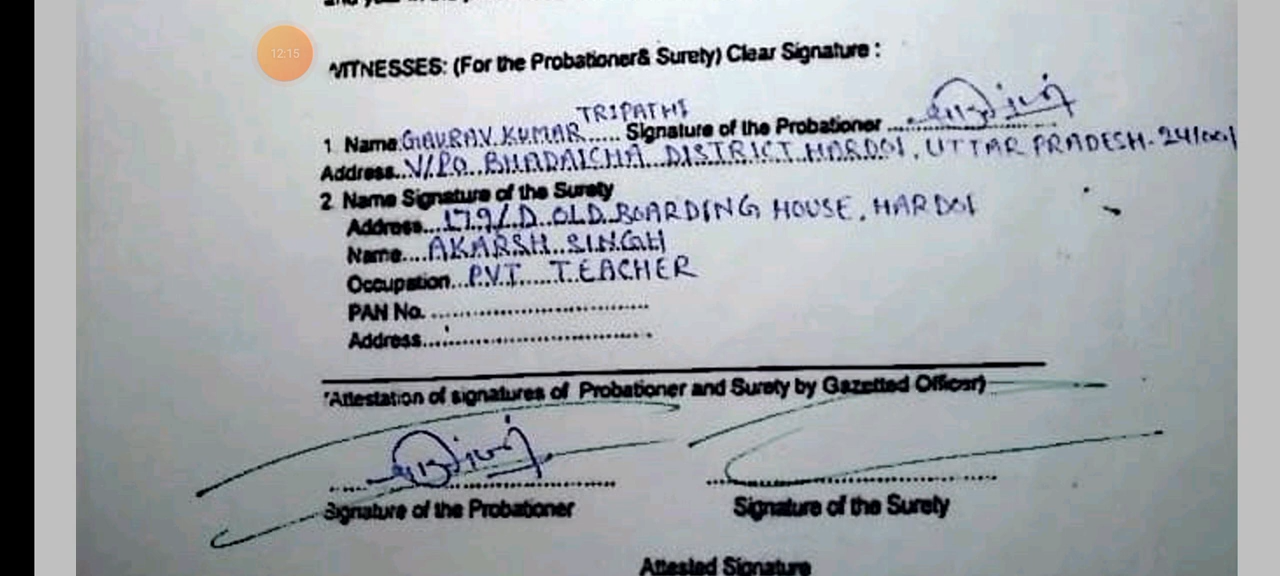 12:15
WITNESSES: (For the Probationer& Surety) Clear Signature :
TRIPATHI
1 Name GAURAV KUMAR...... Signature of the Probationer ........
Address...V/PO..BHADAICHA..DISTRICT HARDOI, UTTAR PRADESH-
2 Name Signature of the Surety
Address....179/D OLD BOARDING HOUSE, HARDOI
Name....AKARSH SINGH
Occupation...PVT TEACHER
PAN No. ........................................
Address..........................................
(Attestation of signatures of Probationer and Surety by Gazetted Officer)
Signature of the Probationer Signature of the Surety
Attested Signature